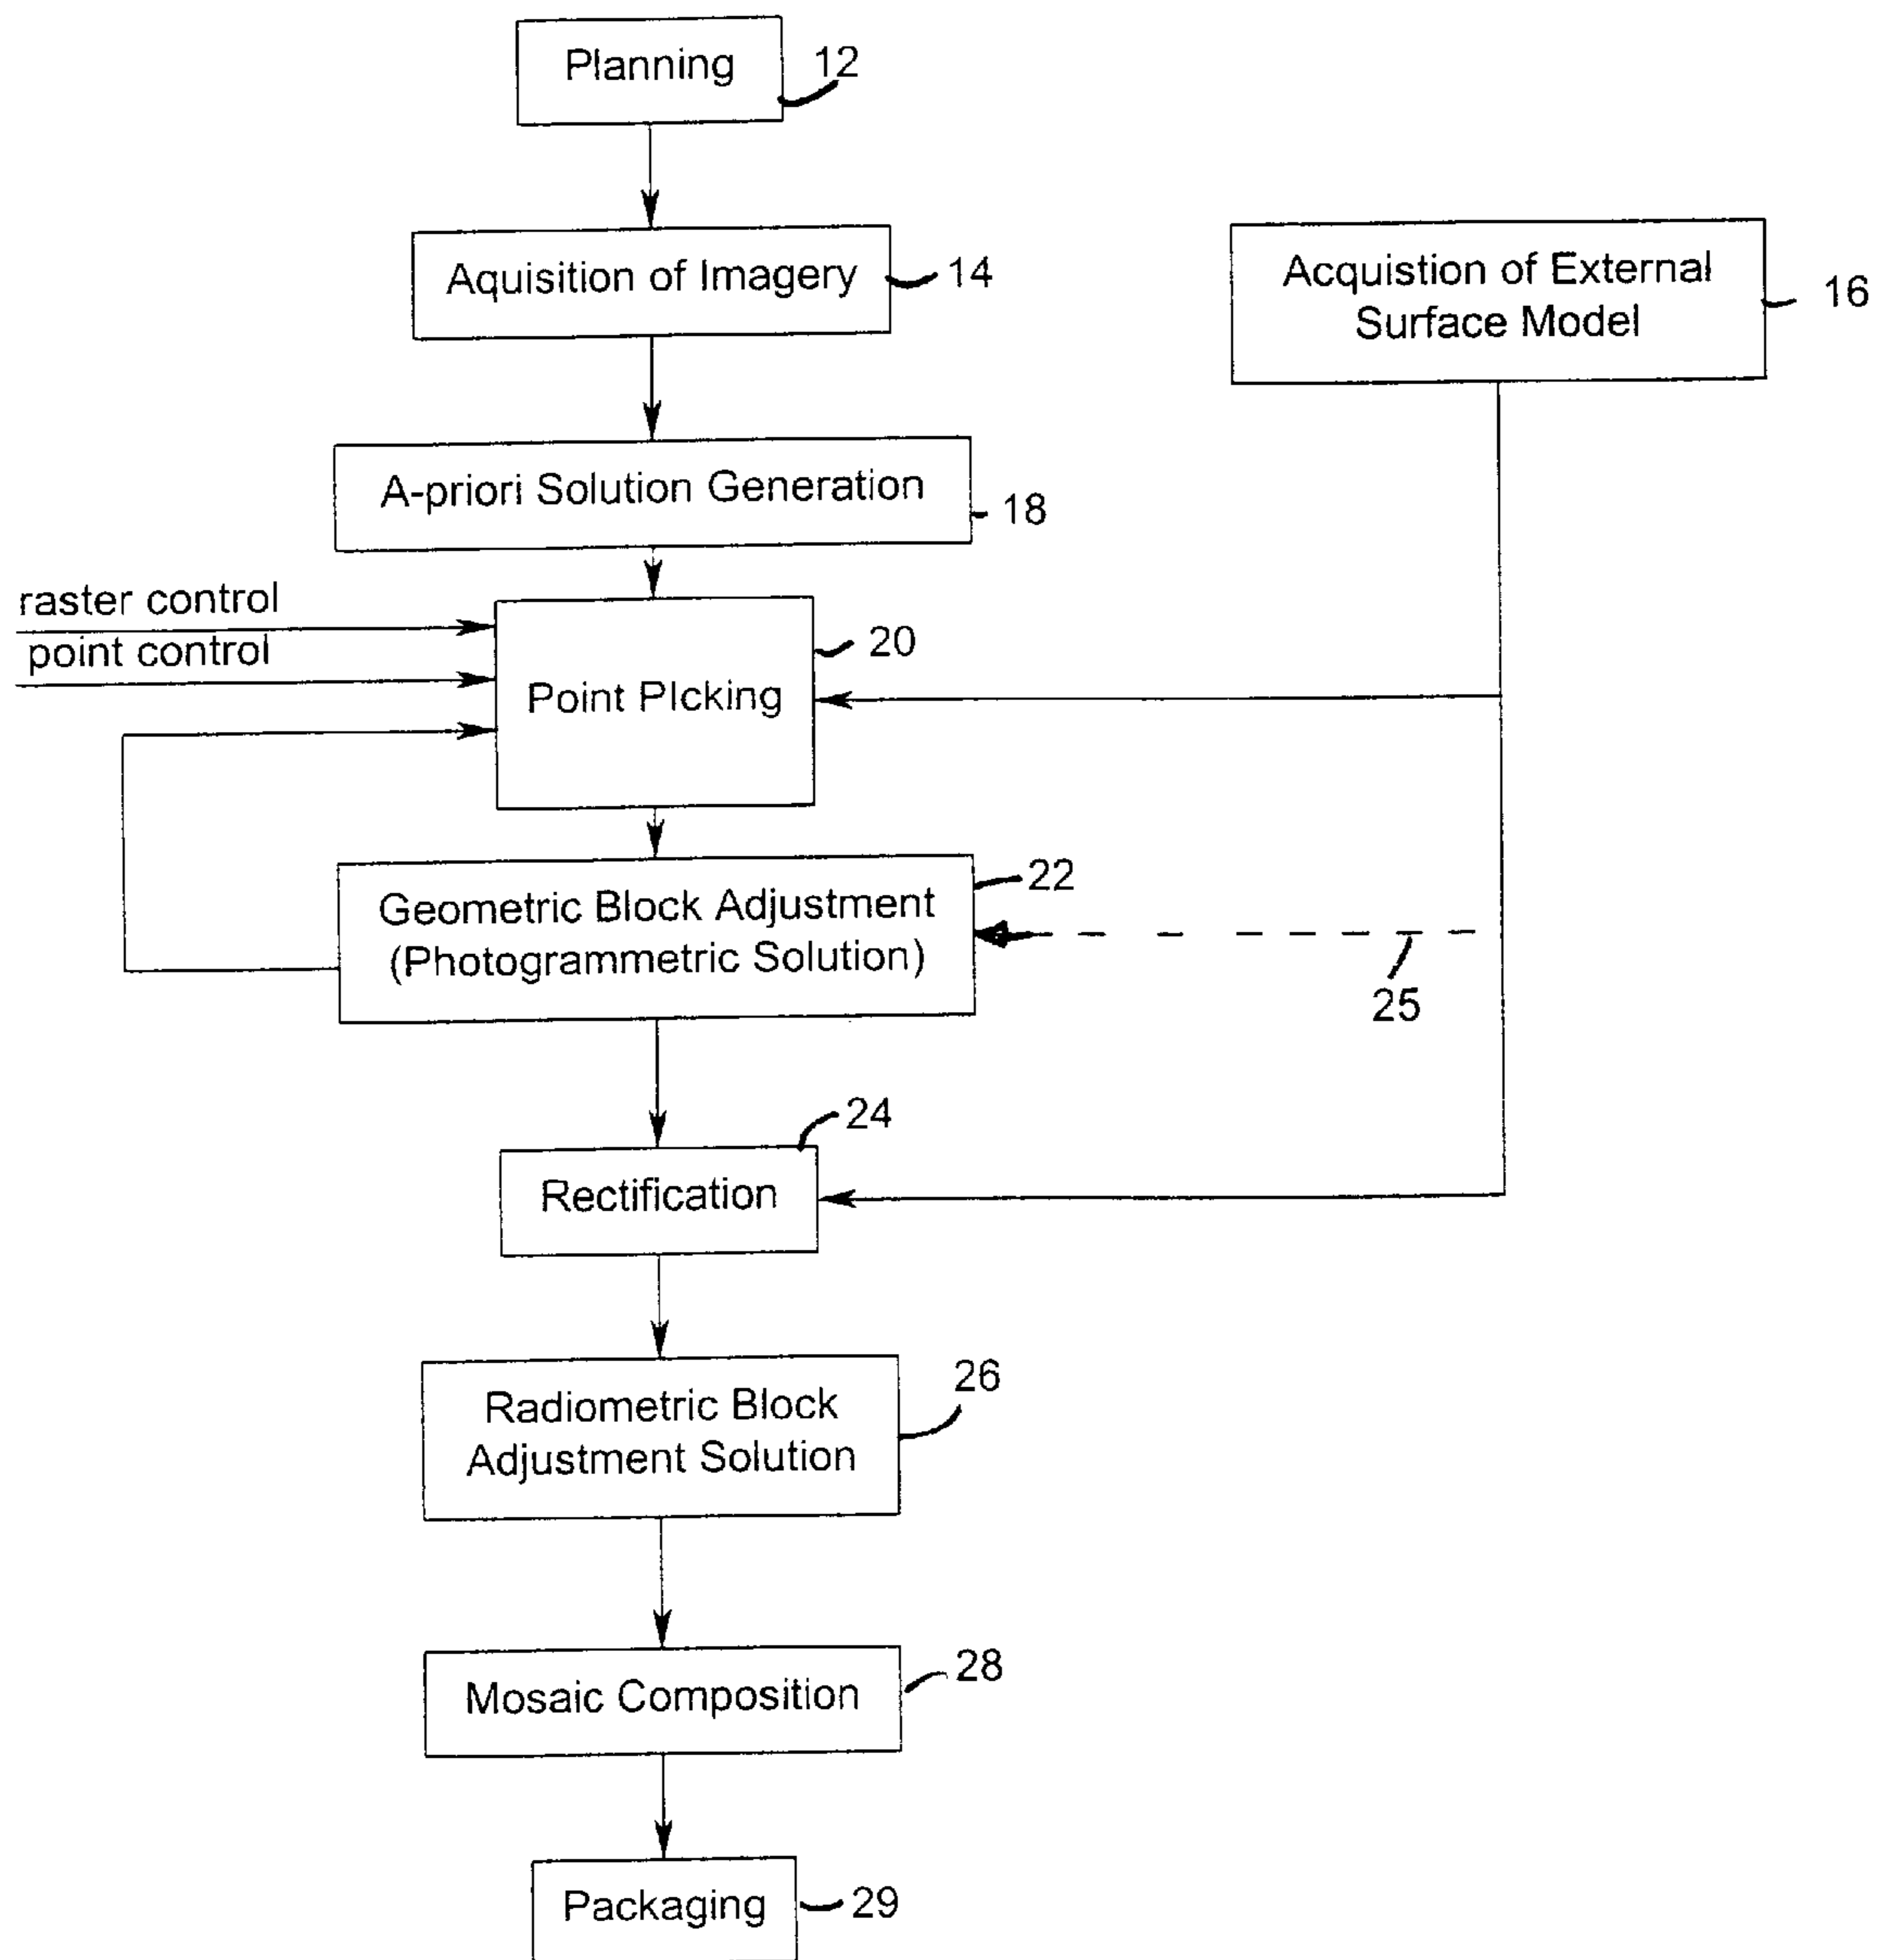 Planning
12
Aquisition of Imagery
14
Acquistion of External
Surface Model
16
A-priori Solution Generation
18
raster control
point control
Point PIcking
20
Geometric Block Adjustment
(Photogrammetric Solution)
22
25
Rectification
24
Radiometric Block
Adjustment Solution
26
Mosaic Composition
28
Packaging
29